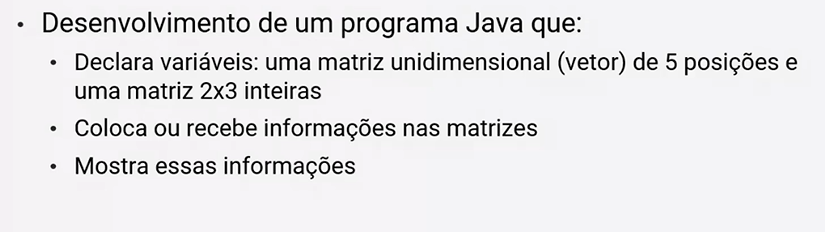 • Desenvolvimento de um programa Java que:
• Declara variáveis: uma matriz unidimensional (vetor) de 5 posições e
uma matriz 2x3 inteiras
• Coloca ou recebe informações nas matrizes
• Mostra essas informações